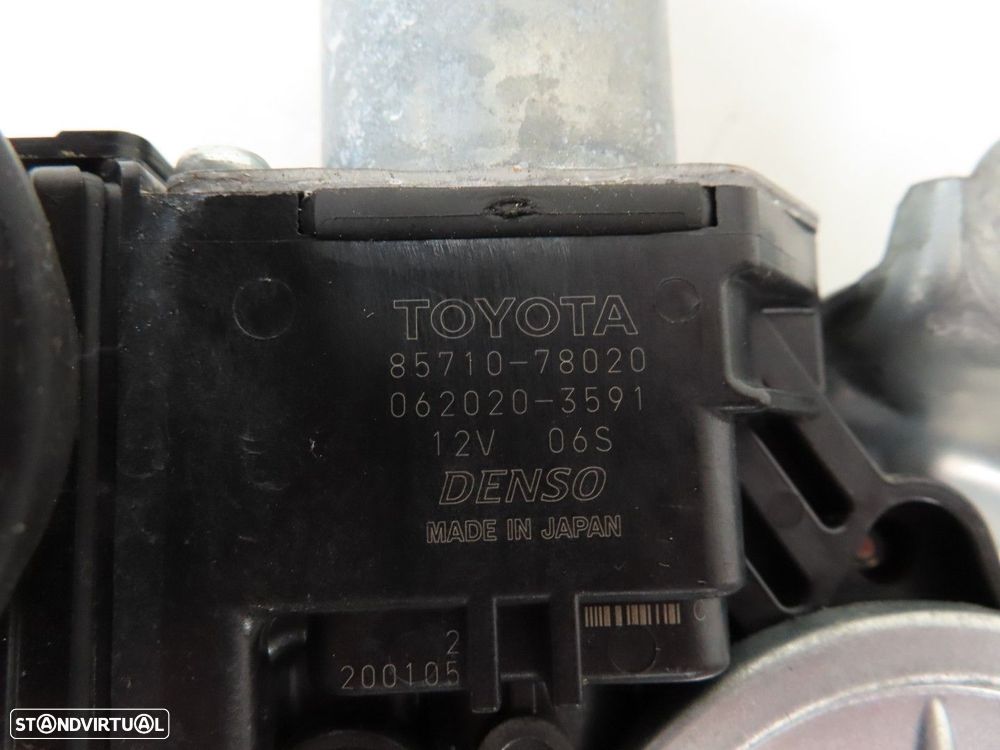 TOYOTA
85710-78020
062020-3591
12V 06S
DENSO
MADE IN JAPAN
C
2
200105
STANDVIRTUAL